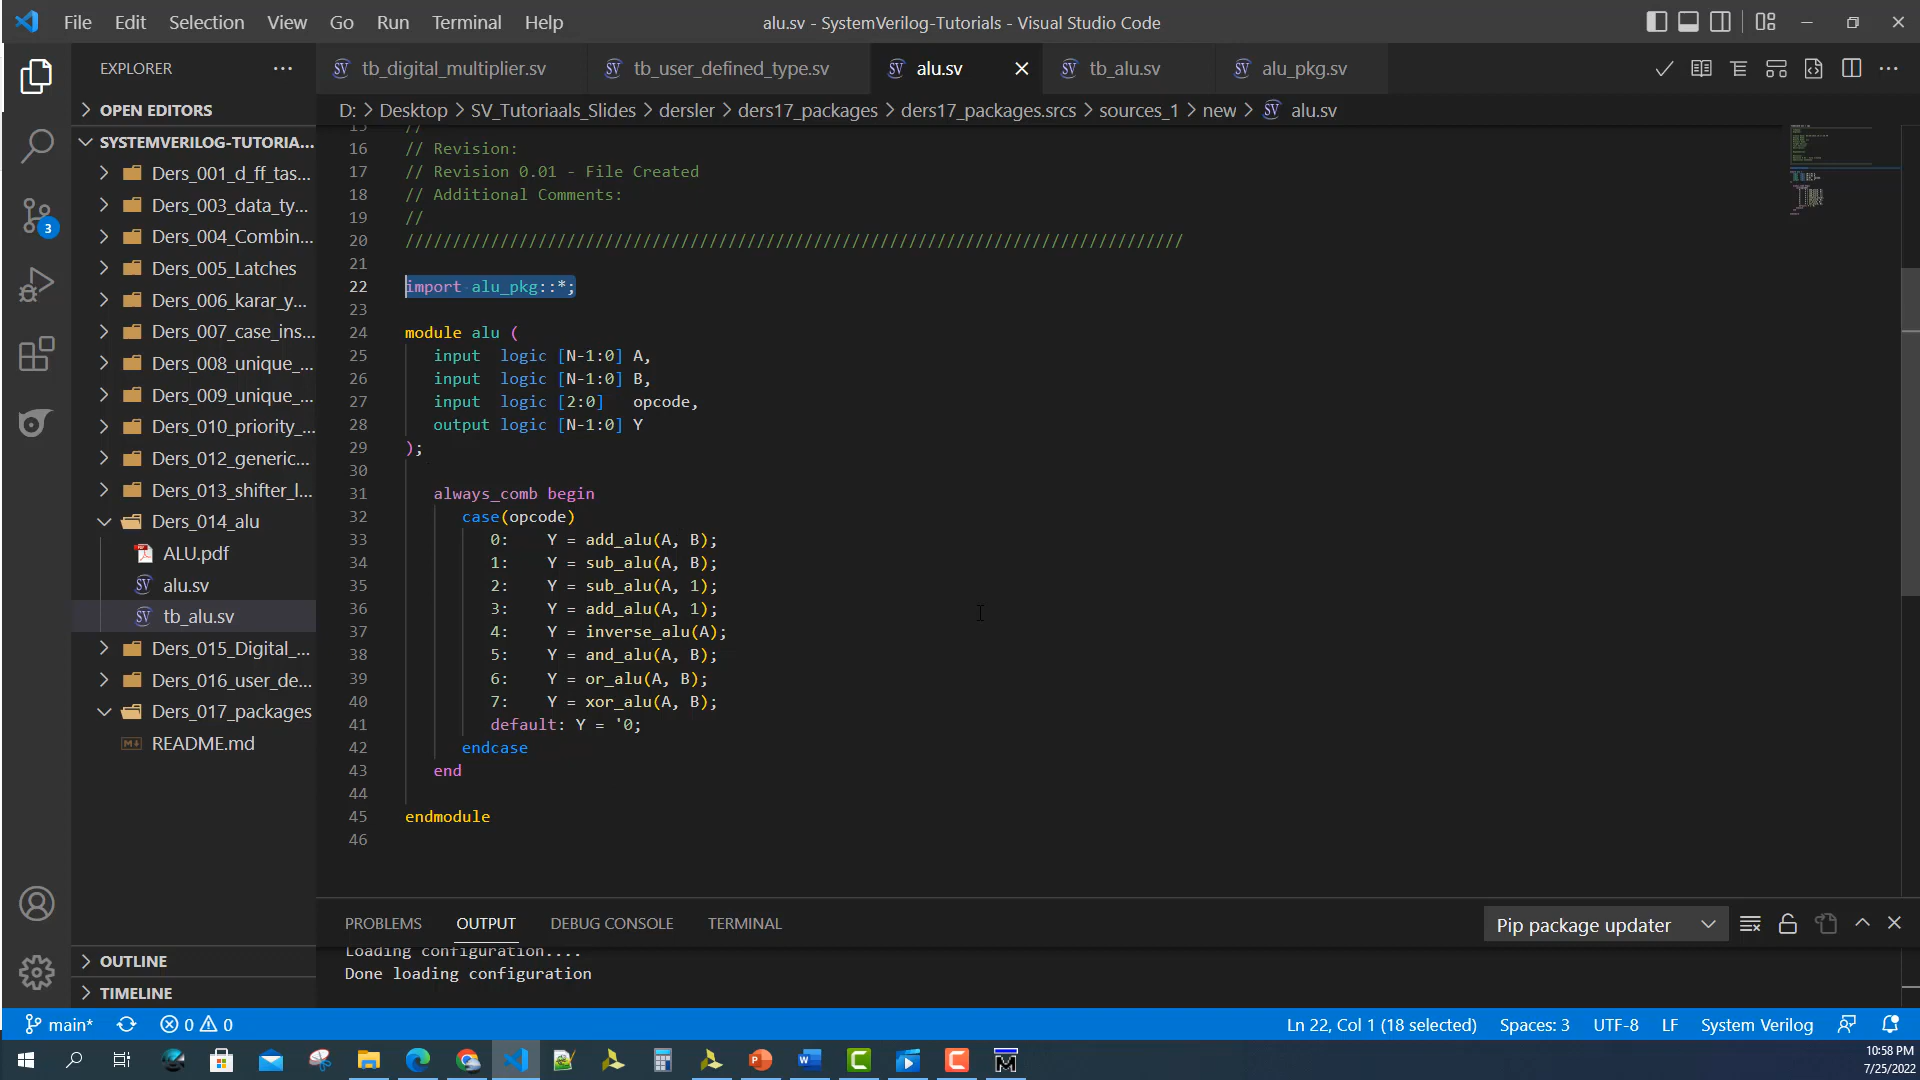 File Edit Selection View Go Run Terminal Help
alu.sv - SystemVerilog-Tutorials - Visual Studio Code
EXPLORER
tb_digital_multiplier.sv
tb_user_defined_type.sv
alu.sv
tb_alu.sv
alu_pkg.sv
D: > Desktop > SV_Tutoriaals_Slides > dersler > ders17_packages > ders17_packages.srcs > sources_1 > new > alu.sv
OPEN EDITORS
SYSTEMVERILOG-TUTORIA...
Ders_001_d_ff_tas...
Ders_003_data_ty...
Ders_004_Combin...
Ders_005_Latches
Ders_006_karar_y...
Ders_007_case_ins...
Ders_008_unique_...
Ders_009_unique_...
Ders_010_priority_...
Ders_012_generic...
Ders_013_shifter_l...
Ders_014_alu
ALU.pdf
alu.sv
tb_alu.sv
Ders_015_Digital_...
Ders_016_user_de...
Ders_017_packages
README.md
OUTLINE
TIMELINE
3
15 //
16 // Revision:
17 // Revision 0.01 - File Created
18 // Additional Comments:
19 //
20 //////////////////////////////////////////////////////////////////////////////////
21
22 import alu_pkg::*;
23
24 module alu (
25 input logic [N-1:0] A,
26 input logic [N-1:0] B,
27 input logic [2:0] opcode,
28 output logic [N-1:0] Y
29 );
30
31 always_comb begin
32 case(opcode)
33 0: Y = add_alu(A, B);
34 1: Y = sub_alu(A, B);
35 2: Y = sub_alu(A, 1);
36 3: Y = add_alu(A, 1);
37 4: Y = inverse_alu(A);
38 5: Y = and_alu(A, B);
39 6: Y = or_alu(A, B);
40 7: Y = xor_alu(A, B);
41 default: Y = '0;
42 endcase
43 end
44
45 endmodule
46
PROBLEMS OUTPUT DEBUG CONSOLE TERMINAL
Pip package updater
Loading configuration....
Done loading configuration
main* 0 0
Ln 22, Col 1 (18 selected) Spaces: 3 UTF-8 LF System Verilog
10:58 PM
7/25/2022